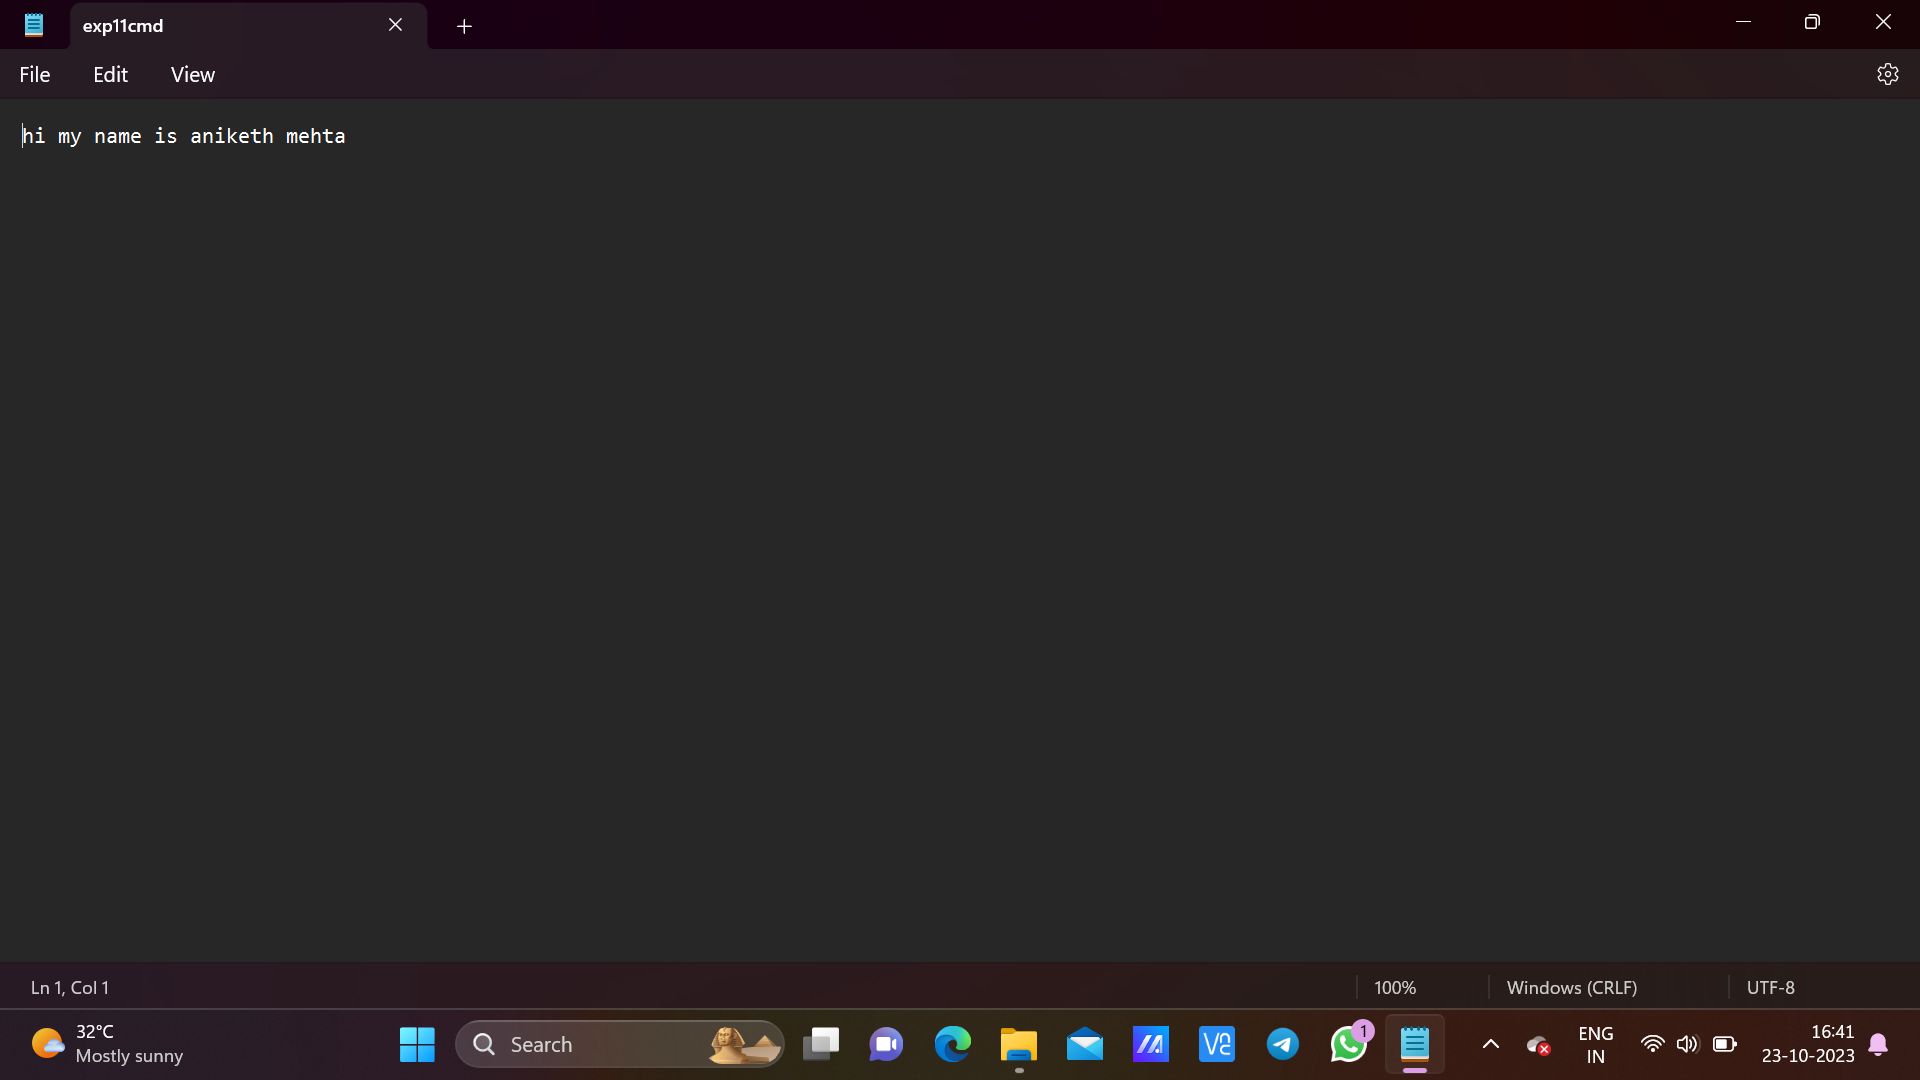 exp11cmd
File Edit View
hi my name is aniketh mehta
Ln 1, Col 1 100% Windows (CRLF) UTF-8
32°C
Mostly sunny
Search
1
ENG
IN
16:41
23-10-2023